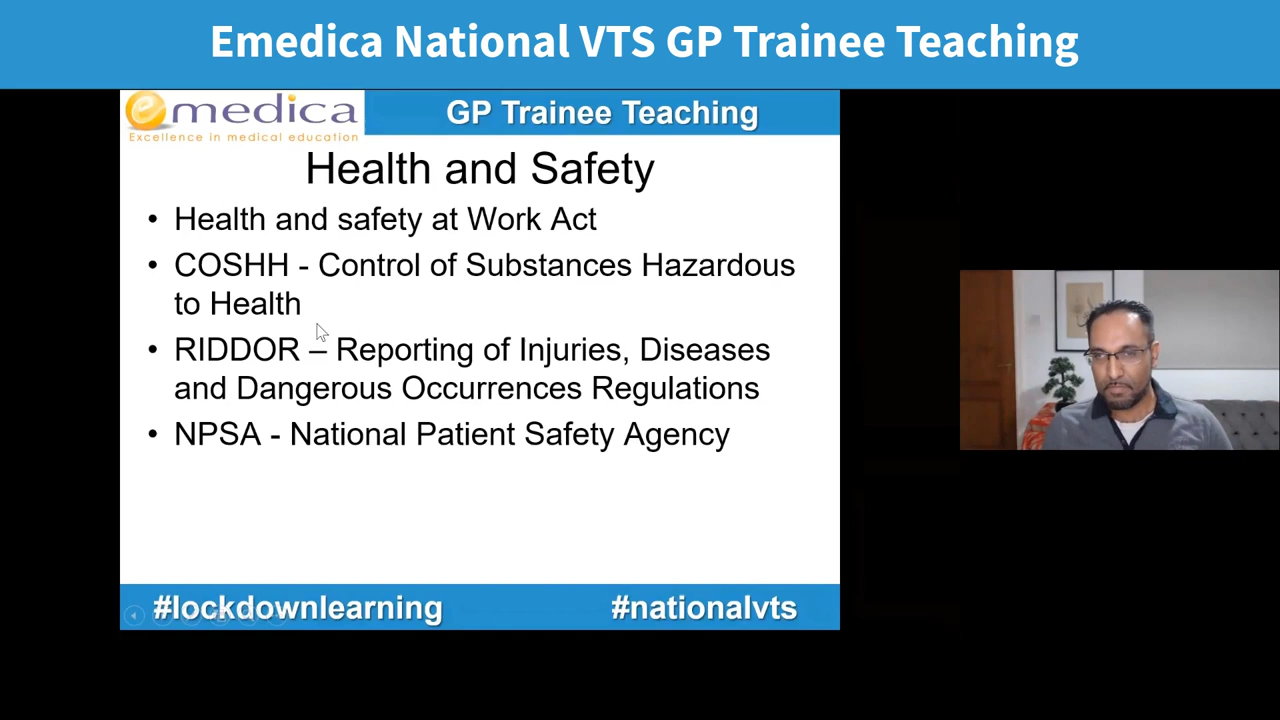 Emedica National VTS GP Trainee Teaching
emedica
Excellence in medical education
GP Trainee Teaching
Health and Safety
• Health and safety at Work Act
• COSHH - Control of Substances Hazardous
to Health
• RIDDOR – Reporting of Injuries, Diseases
and Dangerous Occurrences Regulations
• NPSA - National Patient Safety Agency
#lockdownlearning #nationalvts